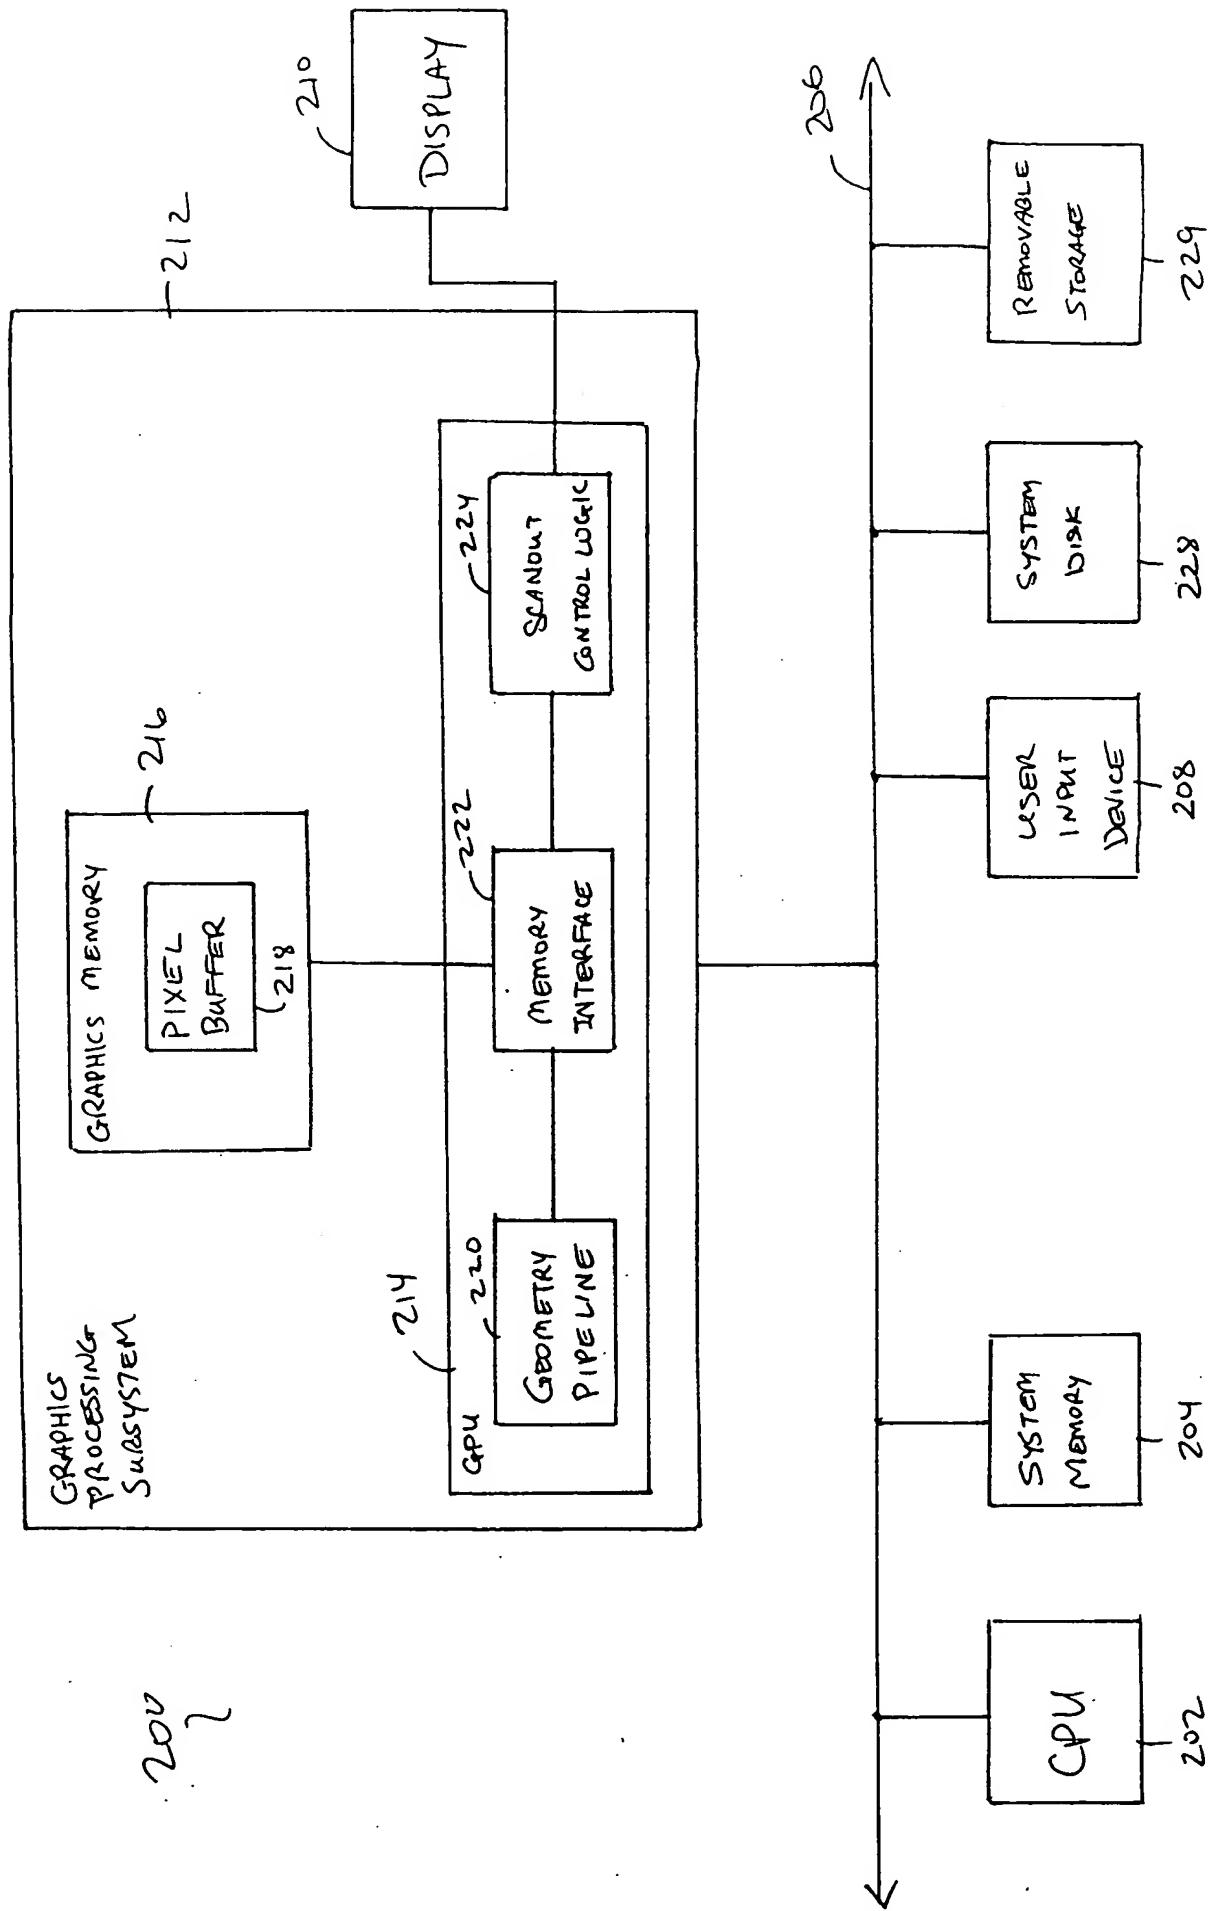 200
GRAPHICS
PROCESSING
SUBSYSTEM
212
GRAPHICS MEMORY
216
PIXEL
BUFFER
218
214
GPU
220
GEOMETRY
PIPELINE
222
MEMORY
INTERFACE
224
SCANOUT
CONTROL LOGIC
210
DISPLAY
206
CPU
202
SYSTEM
MEMORY
204
USER
INPUT
DEVICE
208
SYSTEM
DISK
228
REMOVABLE
STORAGE
229